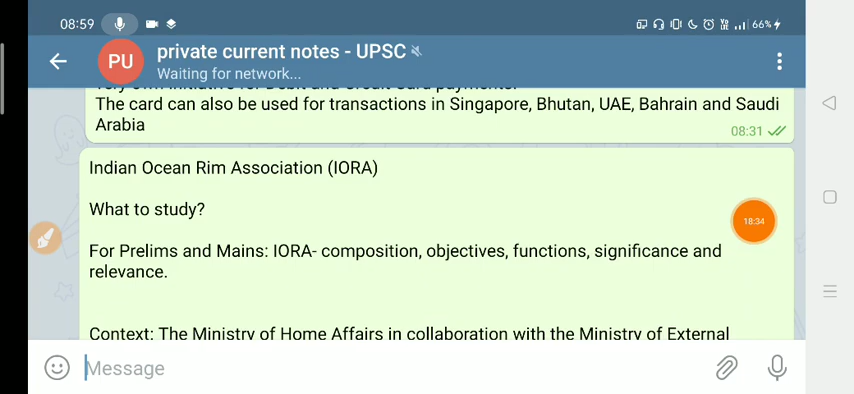 08:59
66%
PU
private current notes - UPSC
Waiting for network...
The card can also be used for transactions in Singapore, Bhutan, UAE, Bahrain and Saudi
Arabia
08:31
Indian Ocean Rim Association (IORA)
What to study?
18:34
For Prelims and Mains: IORA- composition, objectives, functions, significance and
relevance.
Context: The Ministry of Home Affairs in collaboration with the Ministry of External
Message